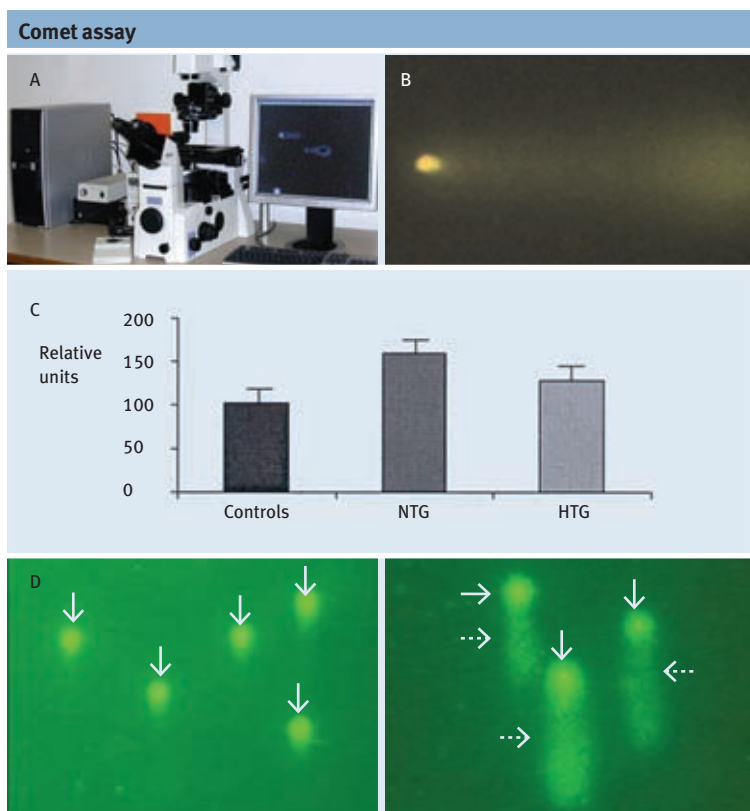 Comet assay
A
B
C
Relative
units
200
150
100
50
0
Controls
NTG
HTG
D